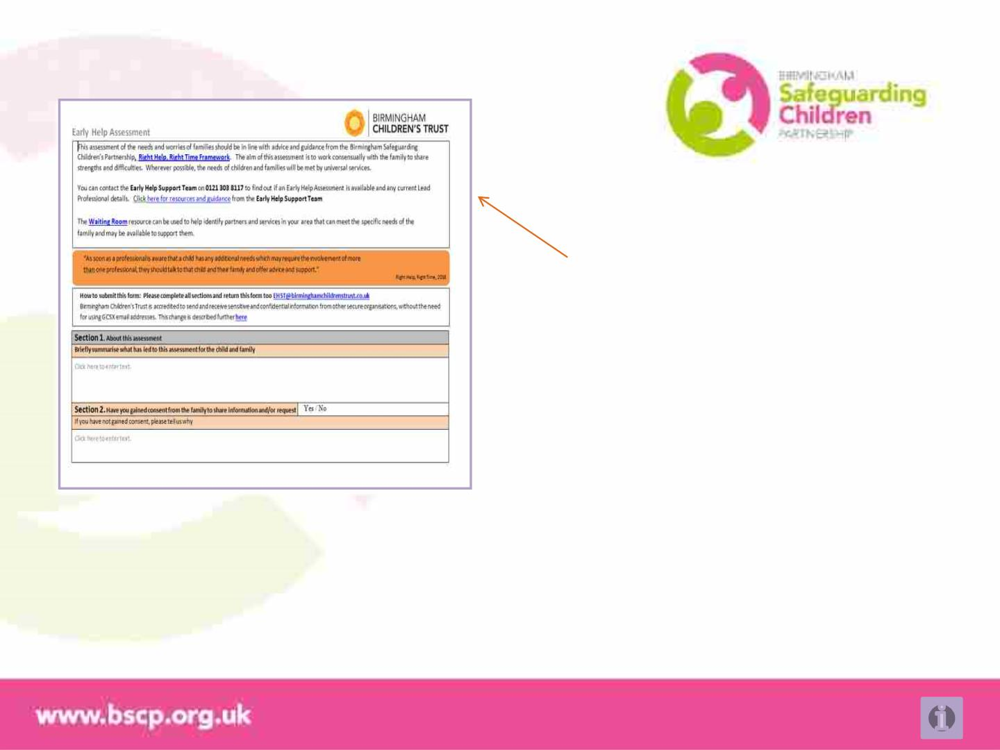 BIRMINGHAM
Safeguarding
Children
PARTNERSHIP
BIRMINGHAM
CHILDREN'S TRUST
Early Help Assessment
This assessment of the needs and worries of families should be in line with advice and guidance from the Birmingham Safeguarding
Children's Partnership, Right Help, Right Time Framework. The aim of this assessment is to work consensually with the family to share
strengths and difficulties. Wherever possible, the needs of children and families will be met by universal services.
You can contact the Early Help Support Team on 0121 303 8117 to find out if an Early Help Assessment is available and any current Lead
Professional details. Click here for resources and guidance from the Early Help Support Team
The Waiting Room resource can be used to help identify partners and services in your area that can meet the specific needs of the
family and may be available to support them.
"As soon as a professional is aware that a child has any additional needs which may require the involvement of more
than one professional, they should talk to that child and their family and offer advice and support."
Right Help, Right Time, 2018
How to submit this form: Please complete all sections and return this form too EHST@birminghamchildrenstrust.co.uk
Birmingham Children's Trust is accredited to send and receive sensitive and confidential information from other secure organisations, without the need
for using GCSX email addresses. This change is described further here
Section 1. About this assessment
Briefly summarise what has led to this assessment for the child and family
Click here to enter text.
Section 2. Have you gained consent from the family to share information and/or request
Yes / No
If you have not gained consent, please tell us why
Click here to enter text.
www.bscp.org.uk